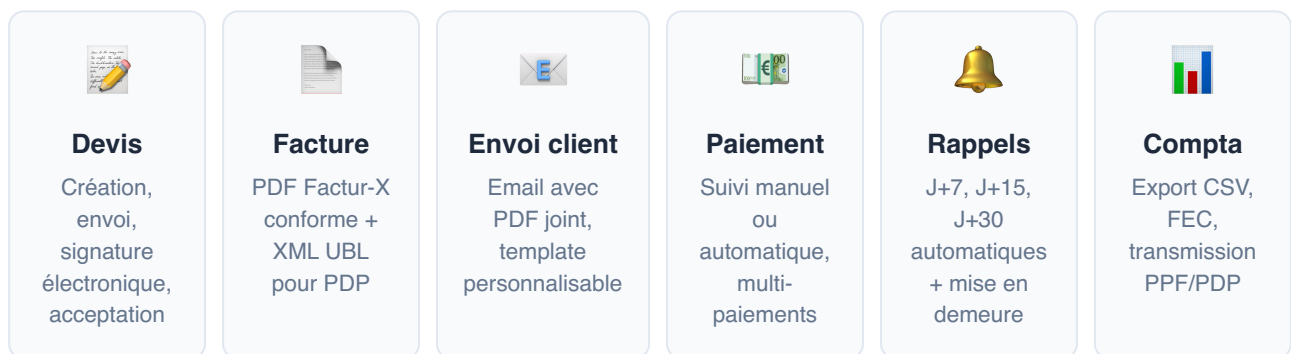 Devis
Création,
envoi,
signature
électronique,
acceptation
Facture
PDF Factur-X
conforme +
XML UBL
pour PDP
Envoi client
Email avec
PDF joint,
template
personnalisable
Paiement
Suivi manuel
ou
automatique,
multi-
paiements
Rappels
J+7, J+15,
J+30
automatiques
+ mise en
demeure
Compta
Export CSV,
FEC,
transmission
PPF/PDP